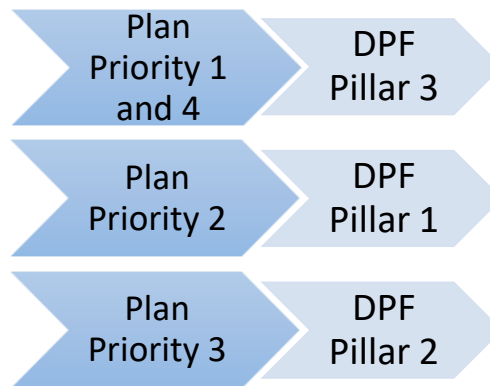 Plan
Priority 1
and 4
DPF
Pillar 3
Plan
Priority 2
DPF
Pillar 1
Plan
Priority 3
DPF
Pillar 2